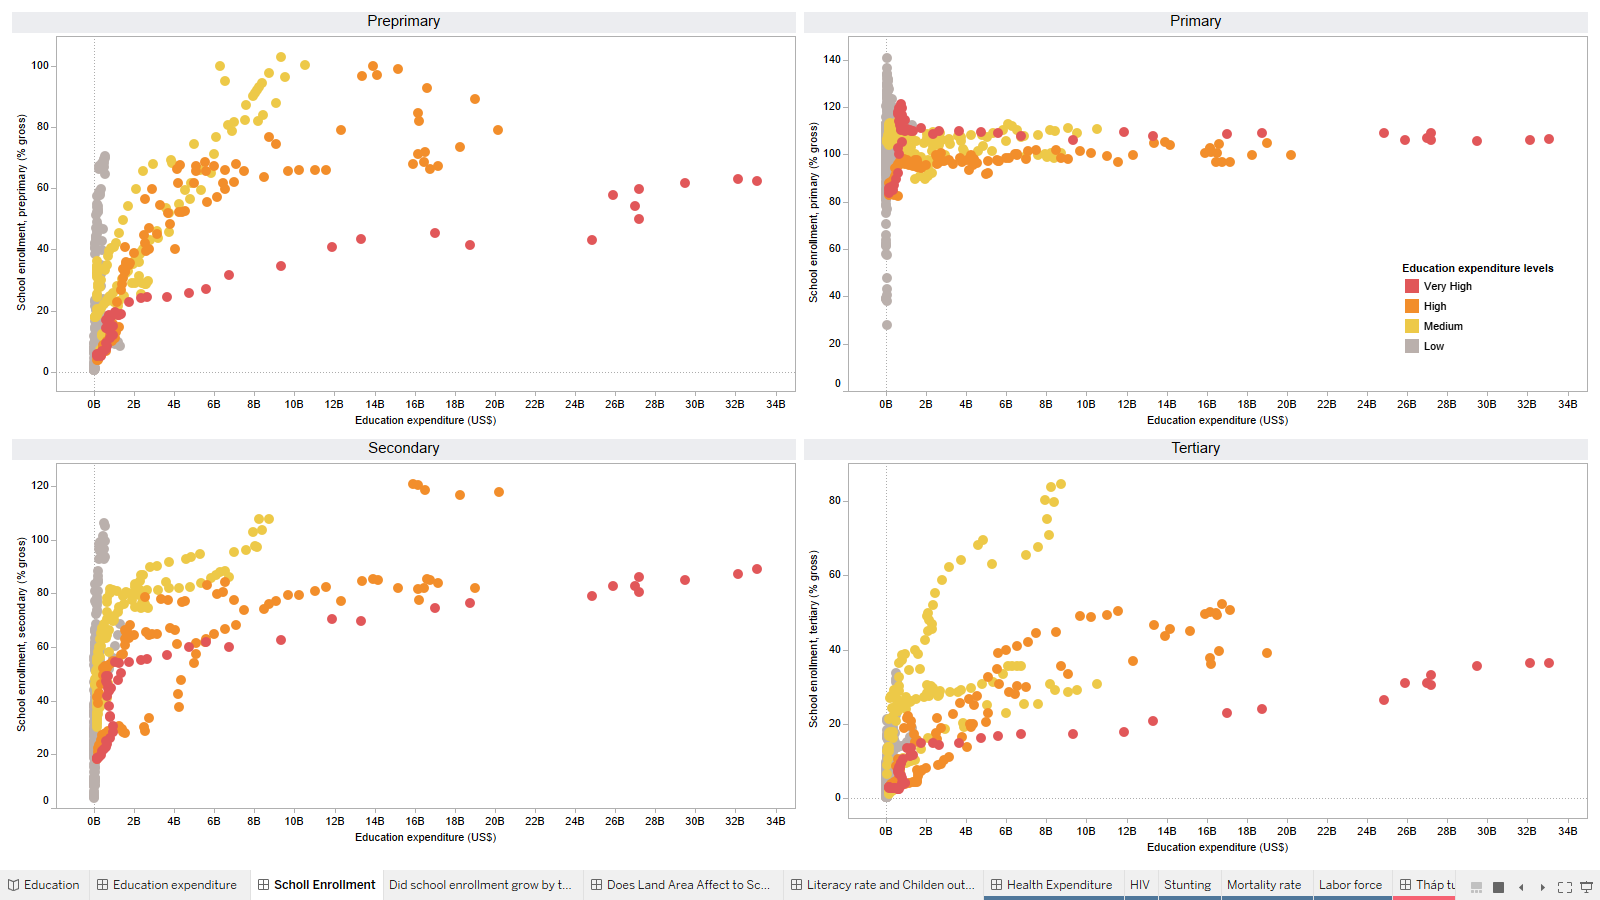 Preprimary
School enrollment, preprimary (% gross)
100
80
60
40
20
0
0B 2B 4B 6B 8B 10B 12B 14B 16B 18B 20B 22B 24B 26B 28B 30B 32B 34B
Education expenditure (US$)
Primary
School enrollment, primary (% gross)
140
120
100
80
60
40
20
0
Education expenditure levels
Very High
High
Medium
Low
0B 2B 4B 6B 8B 10B 12B 14B 16B 18B 20B 22B 24B 26B 28B 30B 32B 34B
Education expenditure (US$)
Secondary
School enrollment, secondary (% gross)
120
100
80
60
40
20
0
0B 2B 4B 6B 8B 10B 12B 14B 16B 18B 20B 22B 24B 26B 28B 30B 32B 34B
Education expenditure (US$)
Tertiary
School enrollment, tertiary (% gross)
80
60
40
20
0
0B 2B 4B 6B 8B 10B 12B 14B 16B 18B 20B 22B 24B 26B 28B 30B 32B 34B
Education expenditure (US$)
Education
Education expenditure
Scholl Enrollment
Did school enrollment grow by t...
Does Land Area Affect to Sc...
Literacy rate and Childen out...
Health Expenditure
HIV
Stunting
Mortality rate
Labor force
Tháp tu